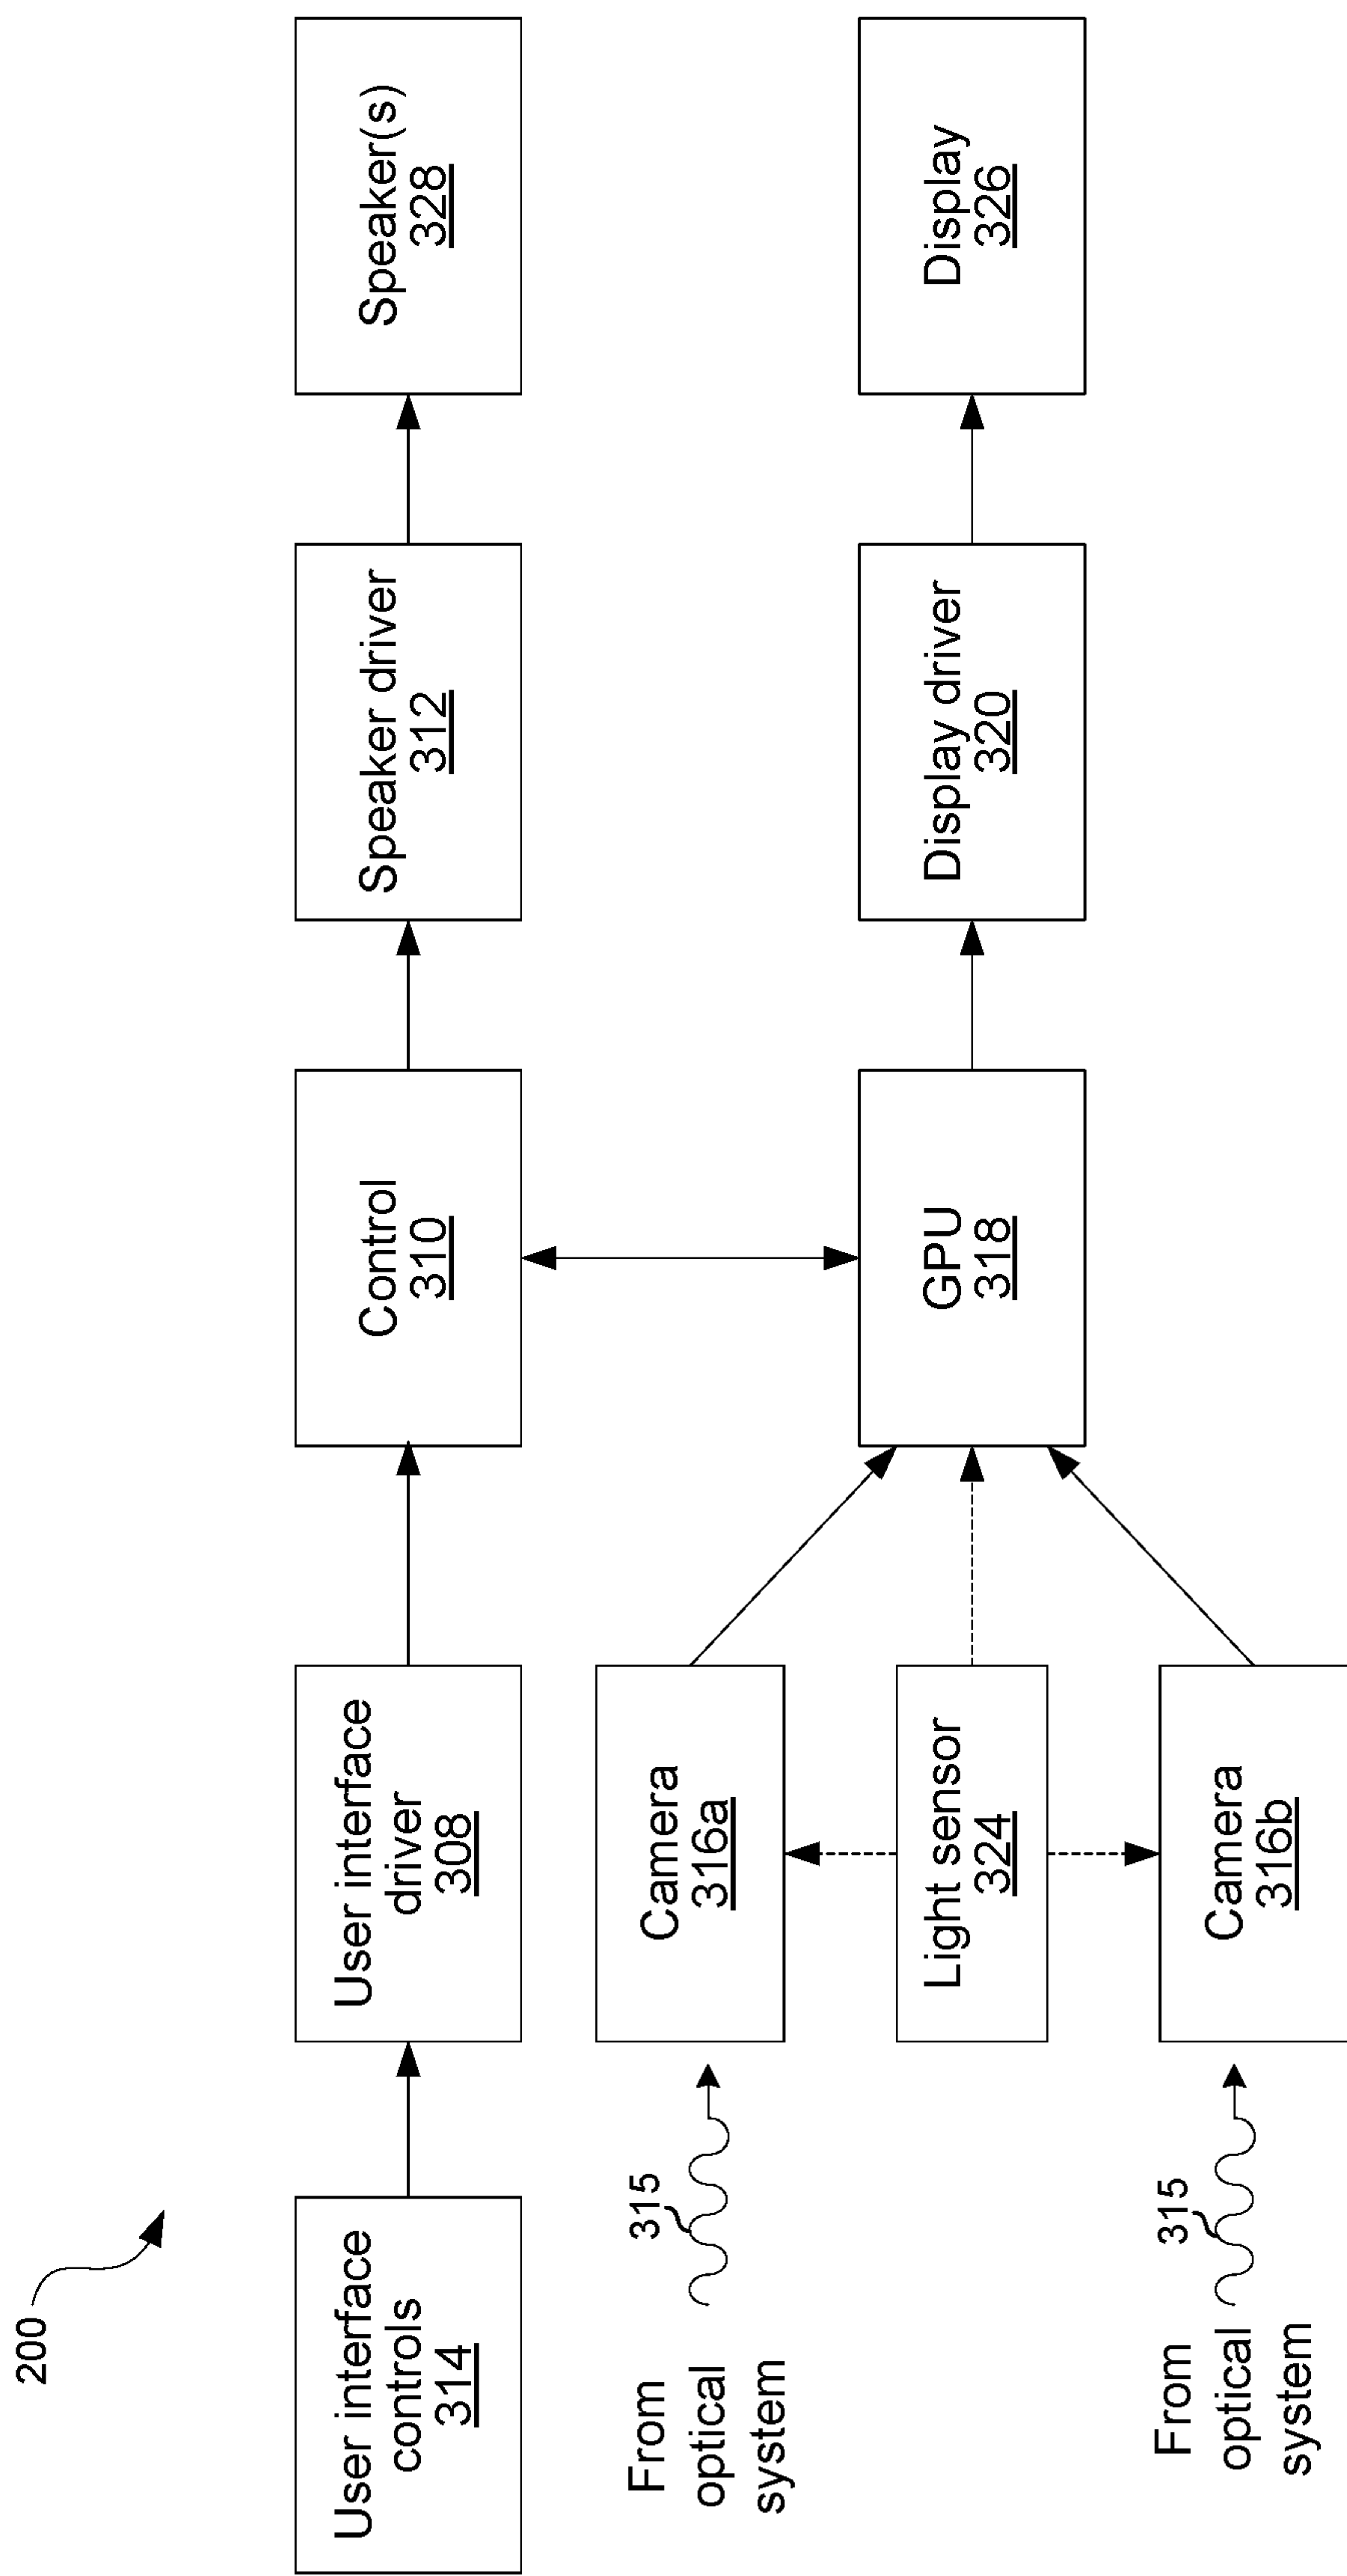 200
User interface
controls
314
User interface
driver
308
Control
310
Speaker driver
312
Speaker(s)
328
From
optical
system
315
Camera
316a
Light sensor
324
GPU
318
Display driver
320
Display
326
From
optical
system
315
Camera
316b